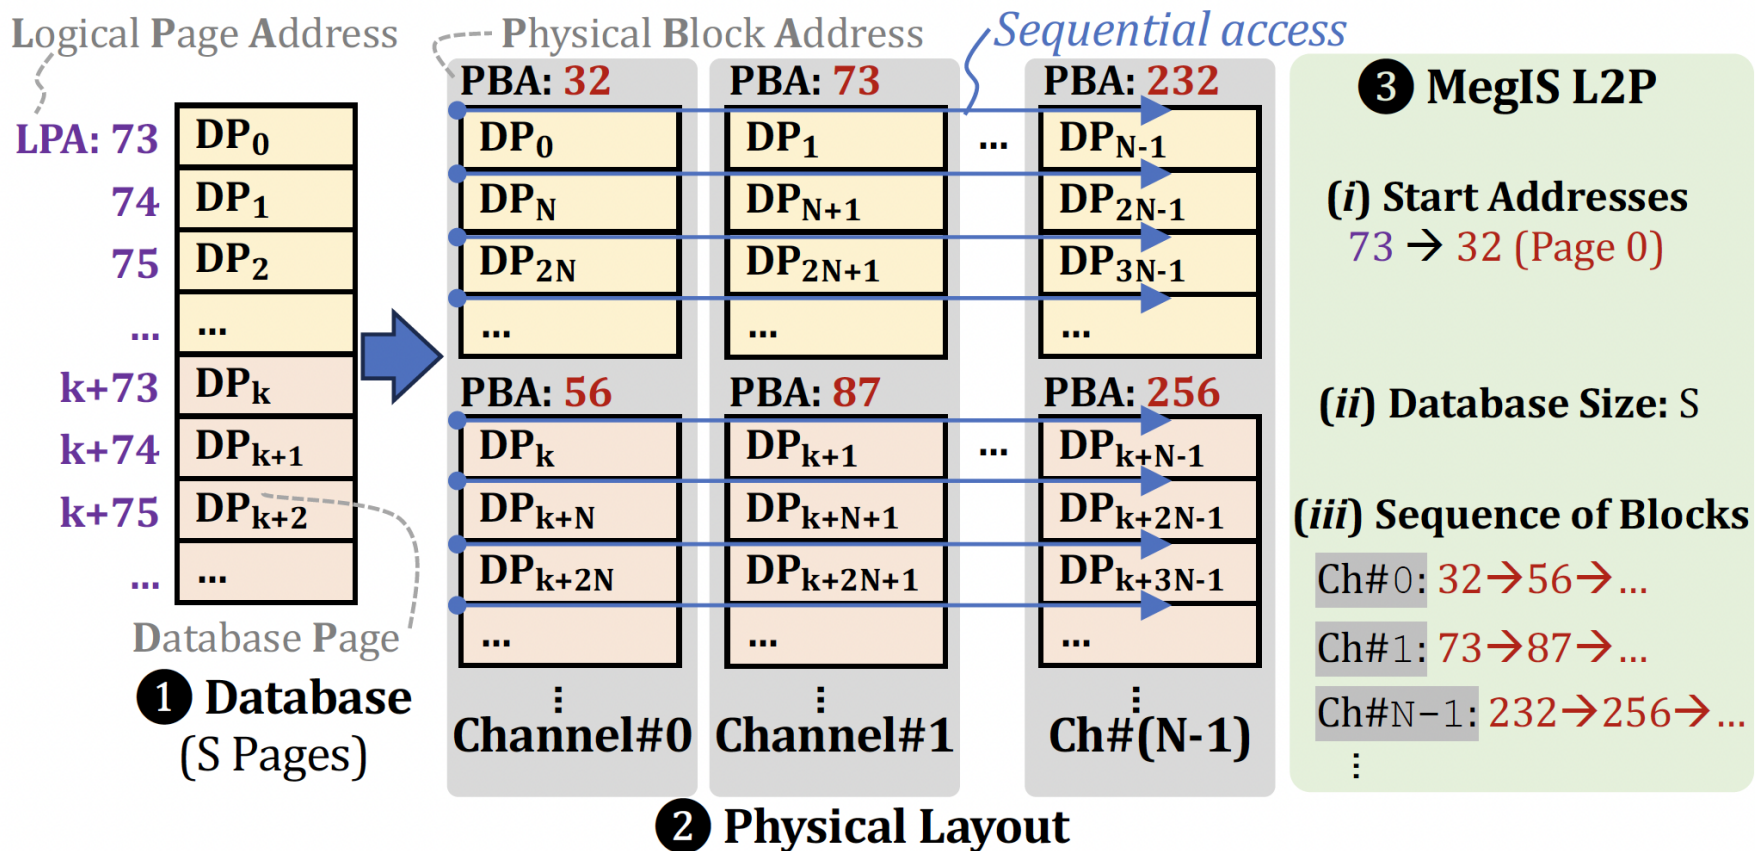 Logical Page Address
LPA: 73
74
75
...
k+73
k+74
k+75
...
DP0
DP1
DP2
...
DPk
DPk+1
DPk+2
...
Database Page
❶ Database
(S Pages)
Physical Block Address
Sequential access
PBA: 32
DP0
DPN
DP2N
...
PBA: 56
DPk
DPk+N
DPk+2N
...
⋮
Channel#0
PBA: 73
DP1
DPN+1
DP2N+1
...
PBA: 87
DPk+1
DPk+N+1
DPk+2N+1
...
⋮
Channel#1
...
...
PBA: 232
DPN-1
DP2N-1
DP3N-1
...
PBA: 256
DPk+N-1
DPk+2N-1
DPk+3N-1
...
⋮
Ch#(N-1)
❷ Physical Layout
❸ MegIS L2P
(i) Start Addresses
73 → 32 (Page 0)
(ii) Database Size: S
(iii) Sequence of Blocks
Ch#0: 32→56→...
Ch#1: 73→87→...
Ch#N-1: 232→256→...
⋮